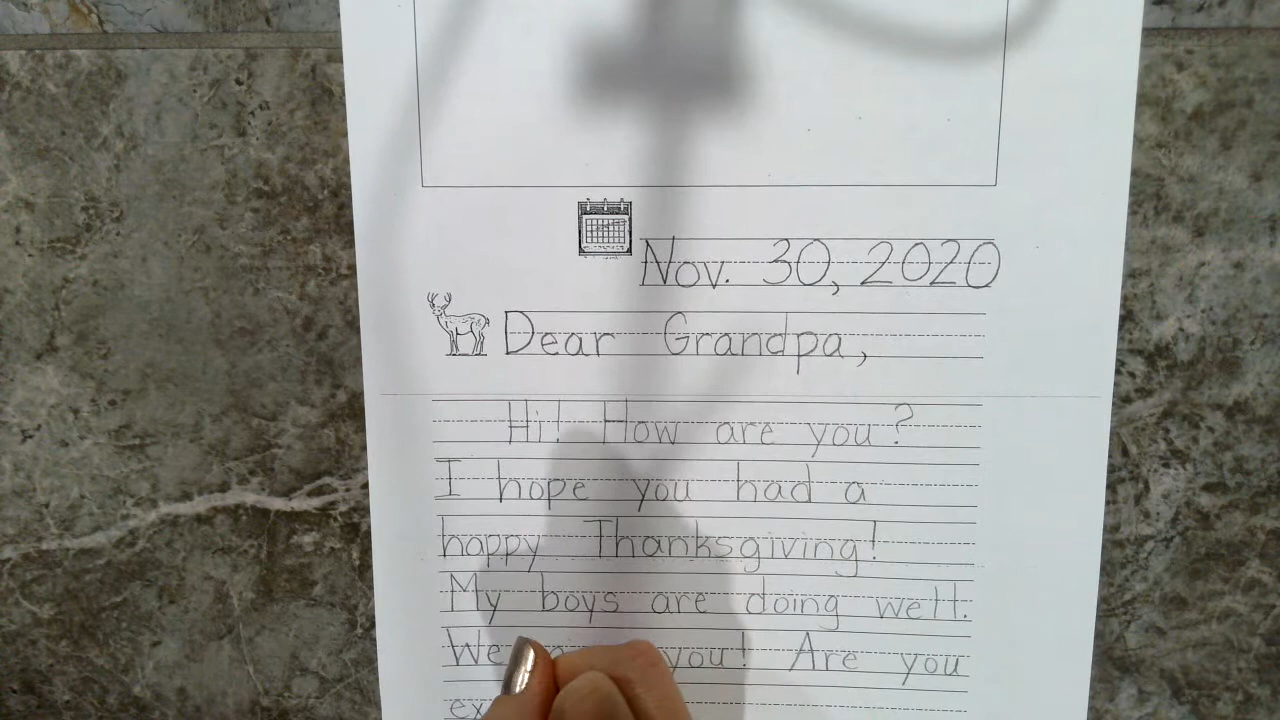 Nov. 30, 2020
Dear Grandpa,
Hi! How are you?
I hope you had a
happy Thanksgiving!
My boys are doing well.
We you! Are you